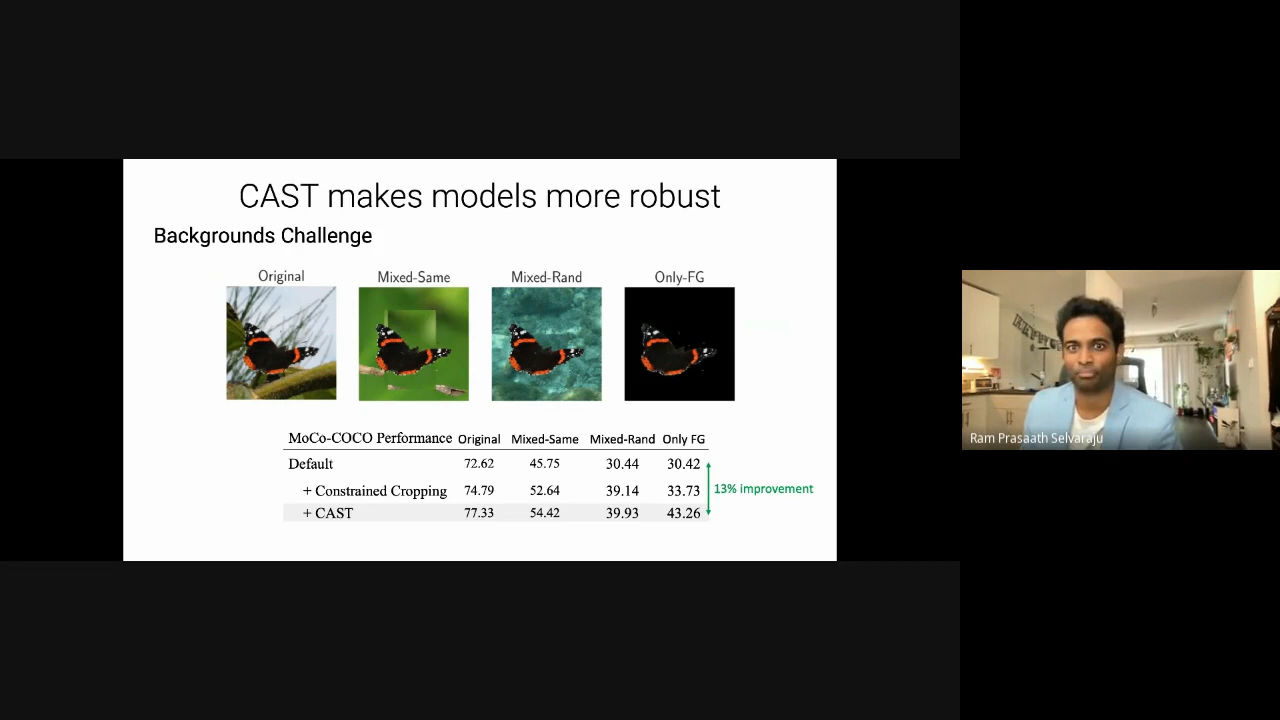 CAST makes models more robust
Backgrounds Challenge
Original Mixed-Same Mixed-Rand Only-FG
MoCo-COCO Performance Original Mixed-Same Mixed-Rand Only FG
Default 72.62 45.75 30.44 30.42
+ Constrained Cropping 74.79 52.64 39.14 33.73
13% improvement
+ CAST 77.33 54.42 39.93 43.26
Ram Prasaath Selvaraju